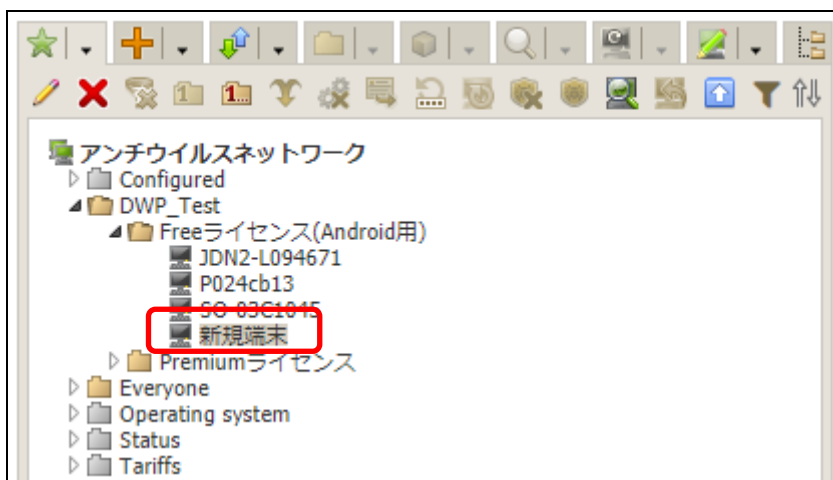 アンチウイルスネットワーク
Configured
DWP_Test
Freeライセンス(Android用)
JDN2-L094671
P024cb13
SO-03C1045
新規端末
Premiumライセンス
Everyone
Operating system
Status
Tariffs